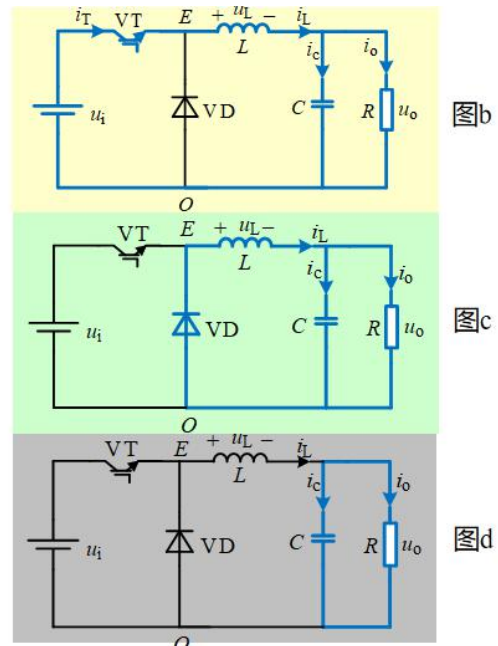 iT VT E + uL − iL
L ic io
ui VD C R uo 图b
O
VT E + uL− iL
L ic io
ui VD C R uo 图c
O
VT E + uL− iL
L ic io
ui VD C R uo 图d
O